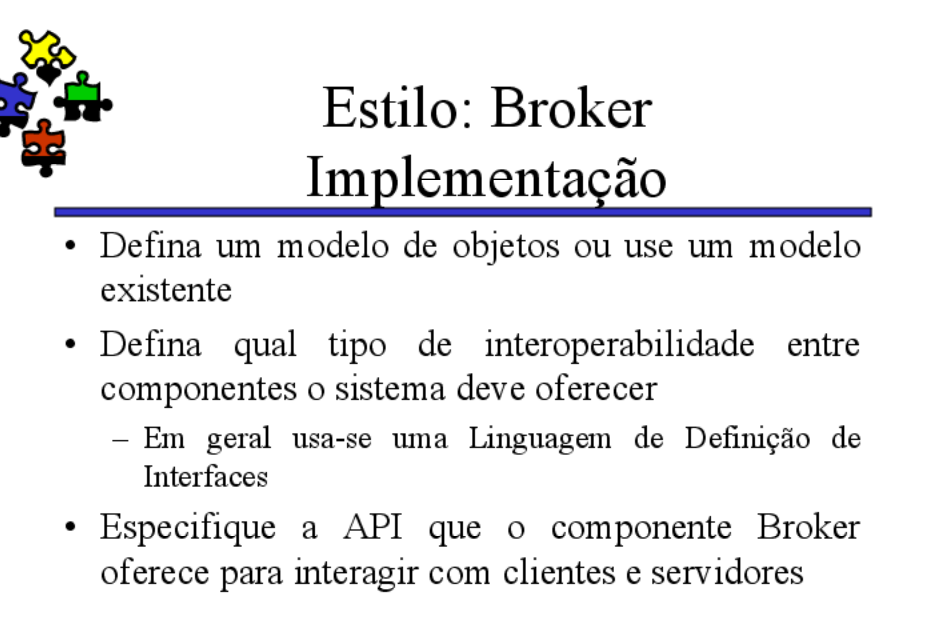 Estilo: Broker
Implementação
• Defina um modelo de objetos ou use um modelo
existente
• Defina qual tipo de interoperabilidade entre
componentes o sistema deve oferecer
– Em geral usa-se uma Linguagem de Definição de
Interfaces
• Especifique a API que o componente Broker
oferece para interagir com clientes e servidores